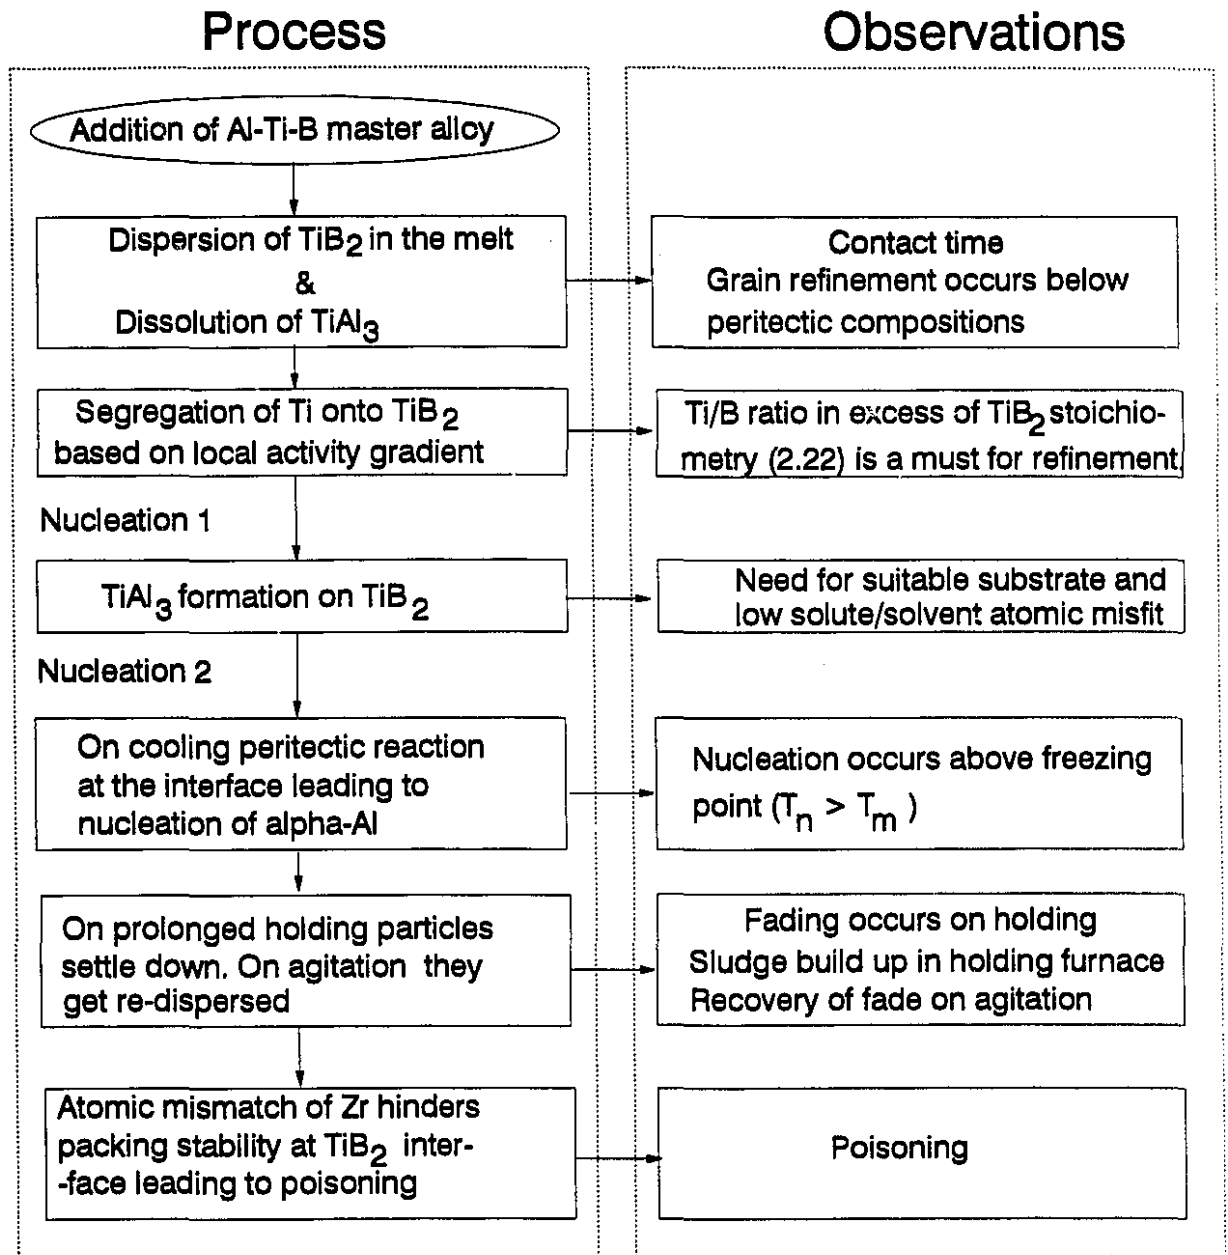 Process
Observations
Addition of Al-Ti-B master alloy
Dispersion of TiB2 in the melt
&
Dissolution of TiAl3
Contact time
Grain refinement occurs below
peritectic compositions
Segregation of Ti onto TiB2
based on local activity gradient
Ti/B ratio in excess of TiB2 stoichio-
metry (2.22) is a must for refinement.
Nucleation 1
TiAl3 formation on TiB2
Need for suitable substrate and
low solute/solvent atomic misfit
Nucleation 2
On cooling peritectic reaction
at the interface leading to
nucleation of alpha-Al
Nucleation occurs above freezing
point (Tn > Tm )
On prolonged holding particles
settle down. On agitation they
get re-dispersed
Fading occurs on holding
Sludge build up in holding furnace
Recovery of fade on agitation
Atomic mismatch of Zr hinders
packing stability at TiB2 inter-
-face leading to poisoning
Poisoning